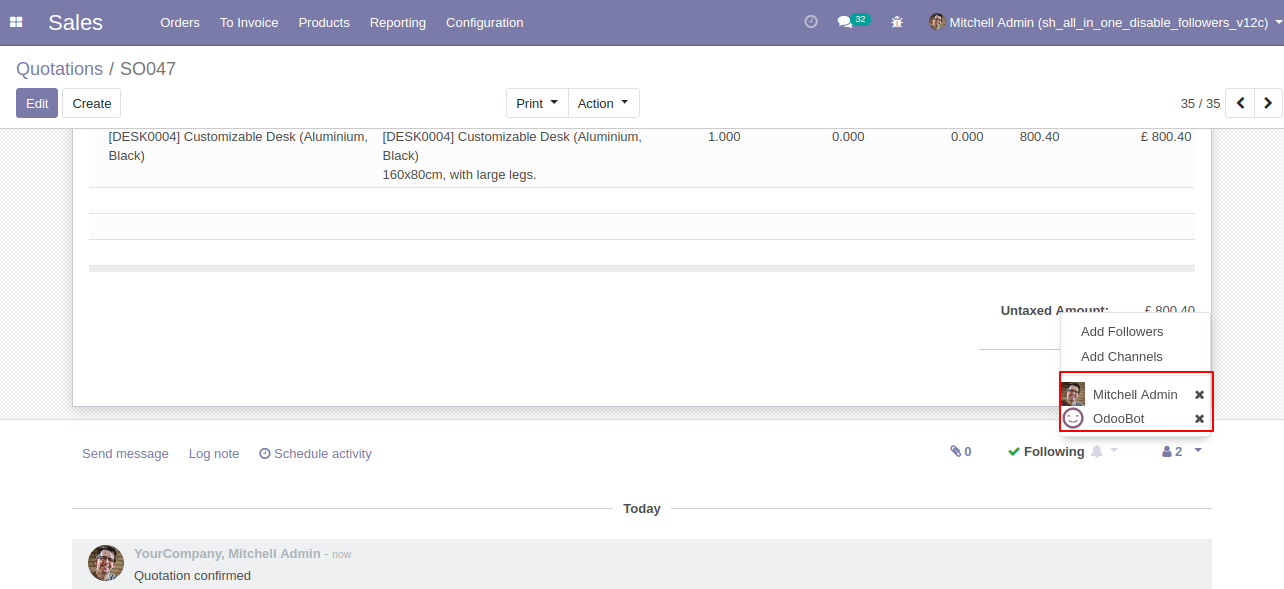 Sales Orders To Invoice Products Reporting Configuration 32 Mitchell Admin (sh_all_in_one_disable_followers_v12c)
Quotations / SO047
Edit Create Print Action 35 / 35
[DESK0004] Customizable Desk (Aluminium, [DESK0004] Customizable Desk (Aluminium, 1.000 0.000 0.000 800.40 £ 800.40
Black) Black)
160x80cm, with large legs.
Untaxed Amount: £ 800.40
Add Followers
Add Channels
Mitchell Admin
OdooBot
Send message Log note Schedule activity 0 Following 2
Today
YourCompany, Mitchell Admin - now
Quotation confirmed